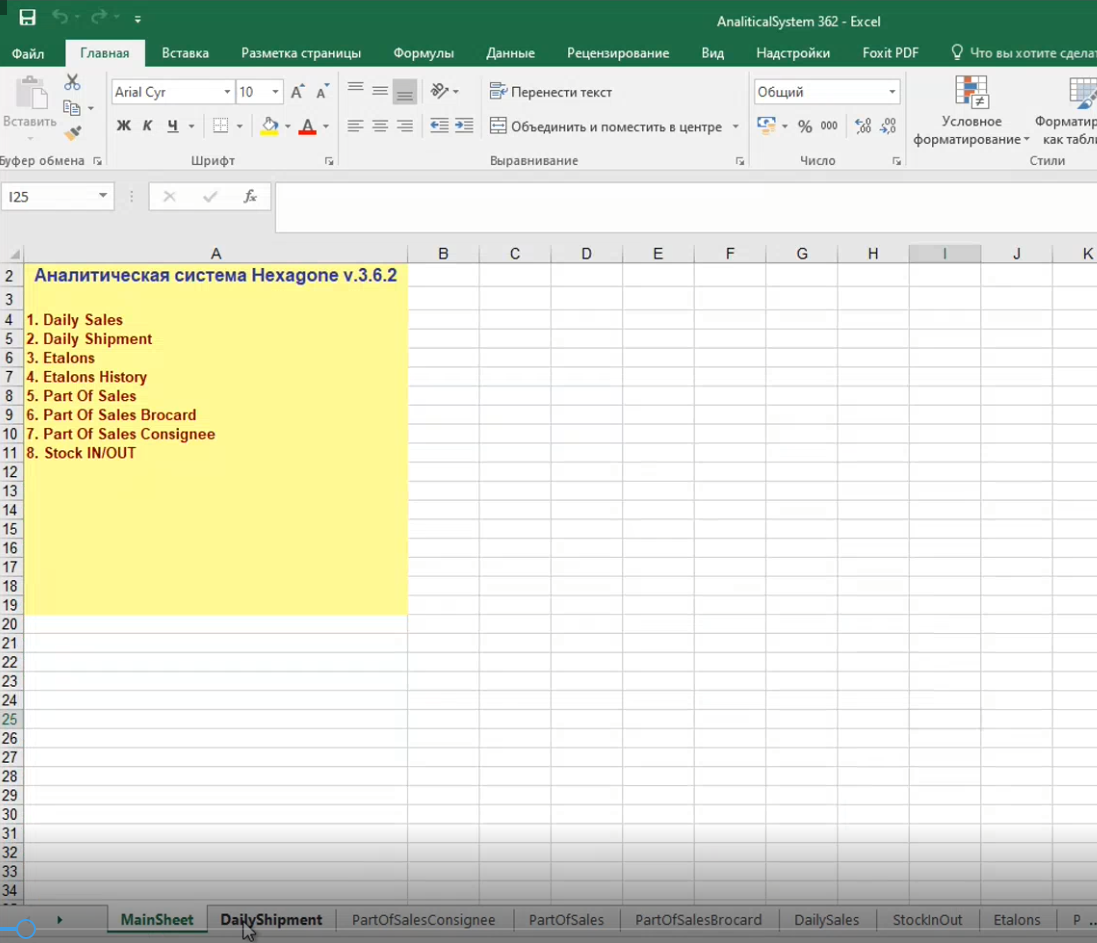 AnaliticalSystem 362 - Excel
Файл Главная Вставка Разметка страницы Формулы Данные Рецензирование Вид Надстройки Foxit PDF Что вы хотите сделат
Вставить
Буфер обмена
Arial Cyr 10
Ж К Ч
Шрифт
Перенести текст
Объединить и поместить в центре
Выравнивание
Общий
% 000
Число
Условное форматирование
Форматиро
как табли
Стили
I25
fx
A B C D E F G H I J K
2 Аналитическая система Hexagone v.3.6.2
3
4 1. Daily Sales
5 2. Daily Shipment
6 3. Etalons
7 4. Etalons History
8 5. Part Of Sales
9 6. Part Of Sales Brocard
10 7. Part Of Sales Consignee
11 8. Stock IN/OUT
12
13
14
15
16
17
18
19
20
21
22
23
24
25
26
27
28
29
30
31
32
33
34
MainSheet DailyShipment PartOfSalesConsignee PartOfSales PartOfSalesBrocard DailySales StockInOut Etalons P ...